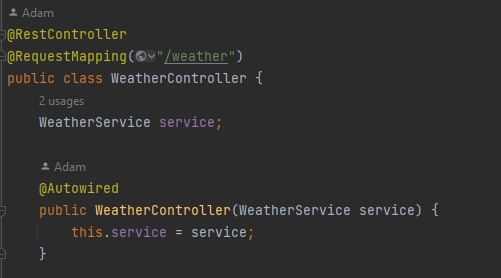 Adam
@RestController
@RequestMapping("/weather")
public class WeatherController {
2 usages
WeatherService service;
Adam
@Autowired
public WeatherController(WeatherService service) {
this.service = service;
}